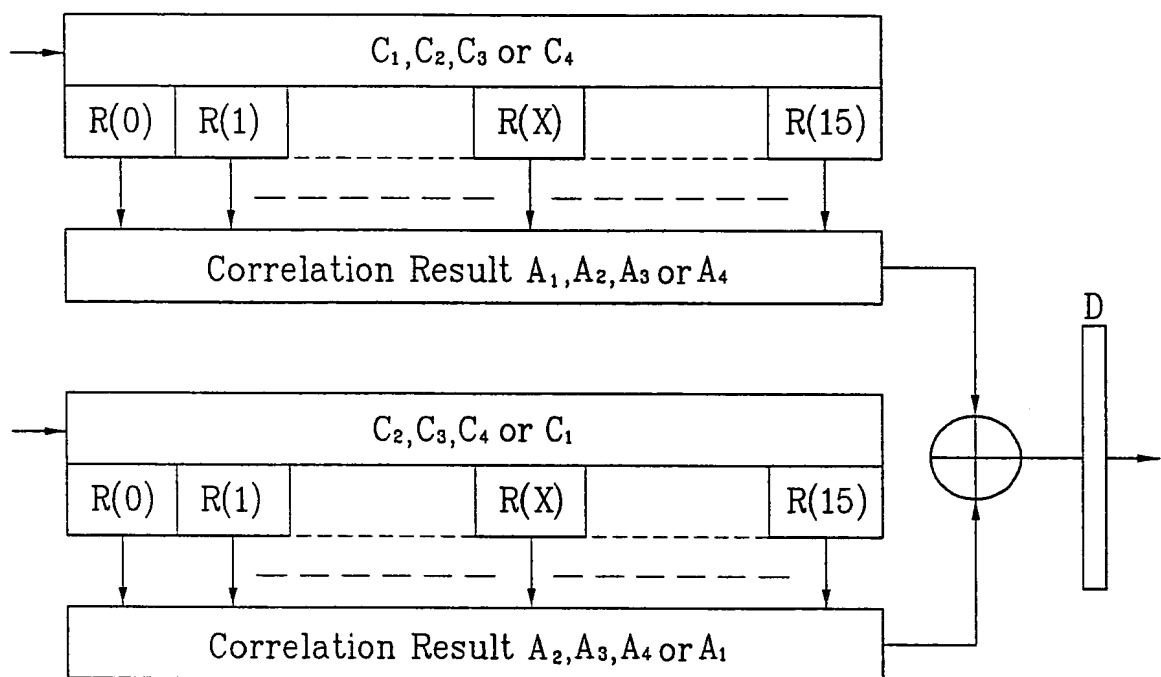 C₁,C₂,C₃ or C₄
R(0) R(1) R(X) R(15)
Correlation Result A₁,A₂,A₃ or A₄
D
C₂,C₃,C₄ or C₁
R(0) R(1) R(X) R(15)
Correlation Result A₂,A₃,A₄ or A₁